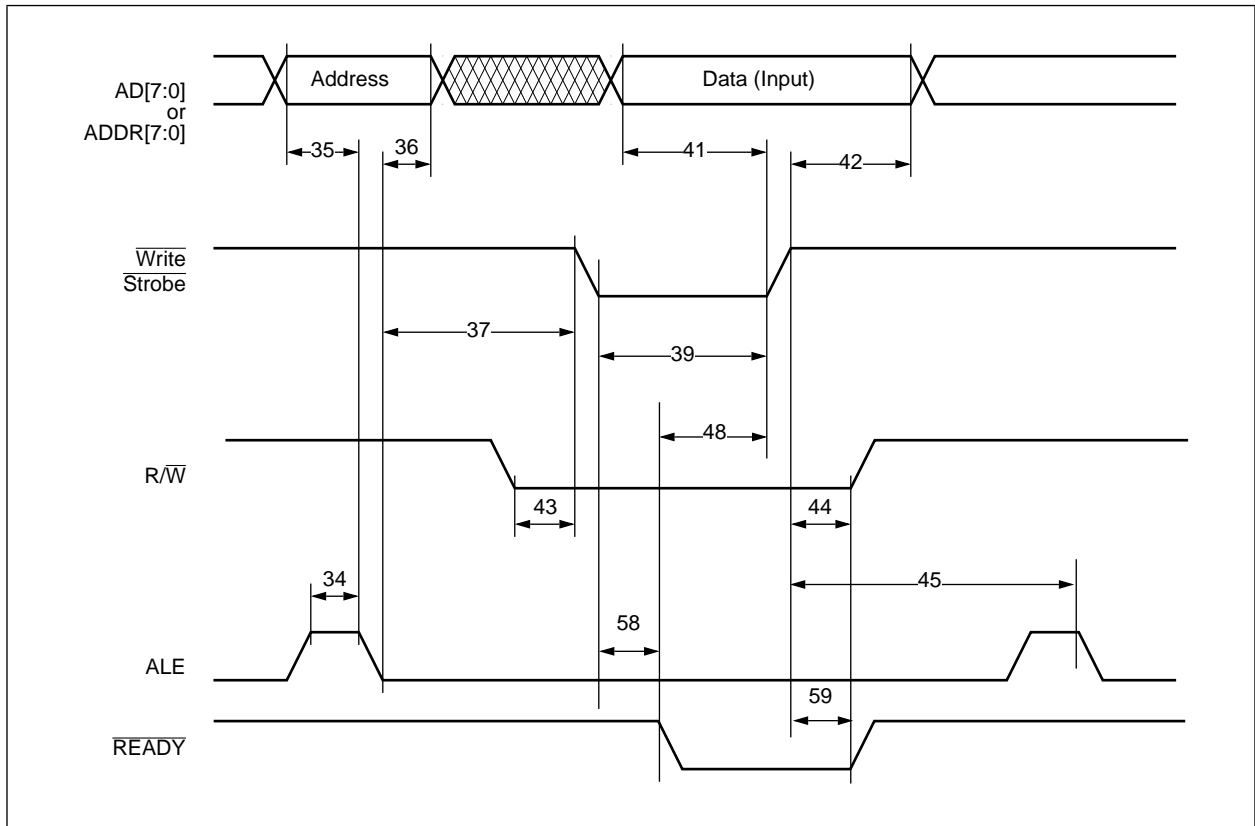 Address
Data (Input)
AD[7:0]
or
ADDR[7:0]
35
36
41
42
Write
Strobe
37
39
48
R/W
43
44
34
45
58
ALE
59
READY